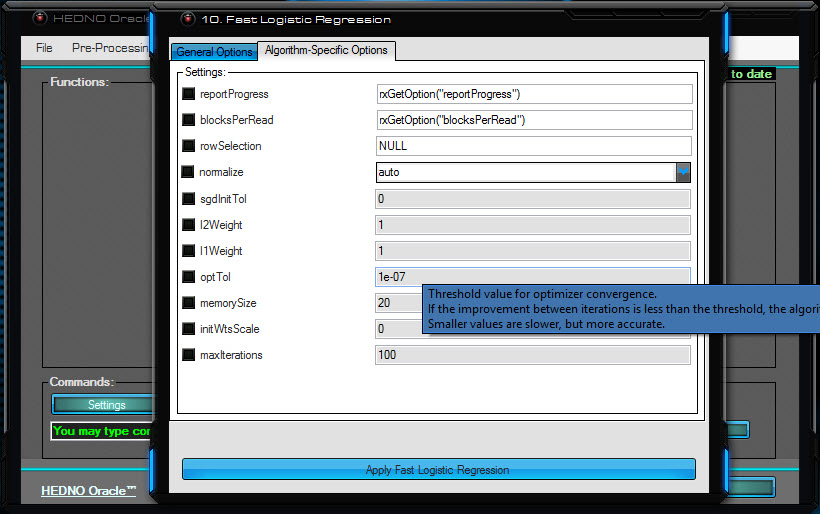 HEDNO Oracle
10. Fast Logistic Regression
File
Pre-Processin
General Options
Algorithm-Specific Options
to date
Functions:
Settings:
reportProgress
rxGetOption("reportProgress")
blocksPerRead
rxGetOption("blocksPerRead")
rowSelection
NULL
normalize
auto
sgdInitTol
0
l2Weight
1
l1Weight
1
optTol
1e-07
Threshold value for optimizer convergence.
If the improvement between iterations is less than the threshold, the algorit
Smaller values are slower, but more accurate.
memorySize
20
initWtsScale
0
maxIterations
100
Commands:
Settings
You may type con
Apply Fast Logistic Regression
HEDNO Oracle™